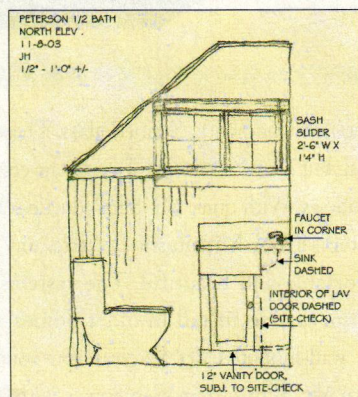 PETERSON 1/2 BATH
NORTH ELEV.
11-8-03
JH
1/2" - 1'-0" +/-
SASH
SLIDER
2'-6" W X
1'4" H
FAUCET
IN CORNER
SINK
DASHED
INTERIOR OF LAV
DOOR DASHED
(SITE-CHECK)
12" VANITY DOOR,
SUBJ. TO SITE-CHECK